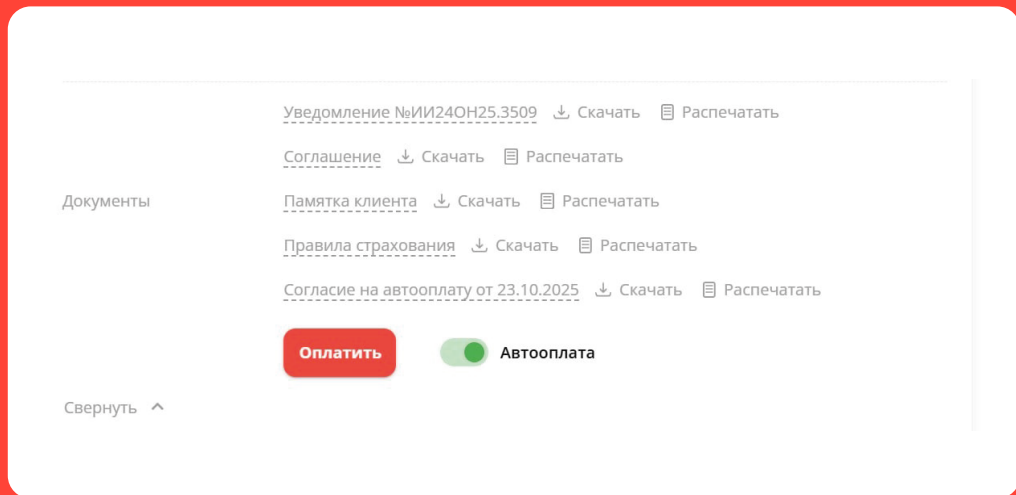 Уведомление №ИИ24ОН25.3509 Скачать Распечатать
Соглашение Скачать Распечатать
Документы Памятка клиента Скачать Распечатать
Правила страхования Скачать Распечатать
Согласие на автооплату от 23.10.2025 Скачать Распечатать
Оплатить Автооплата
Свернуть